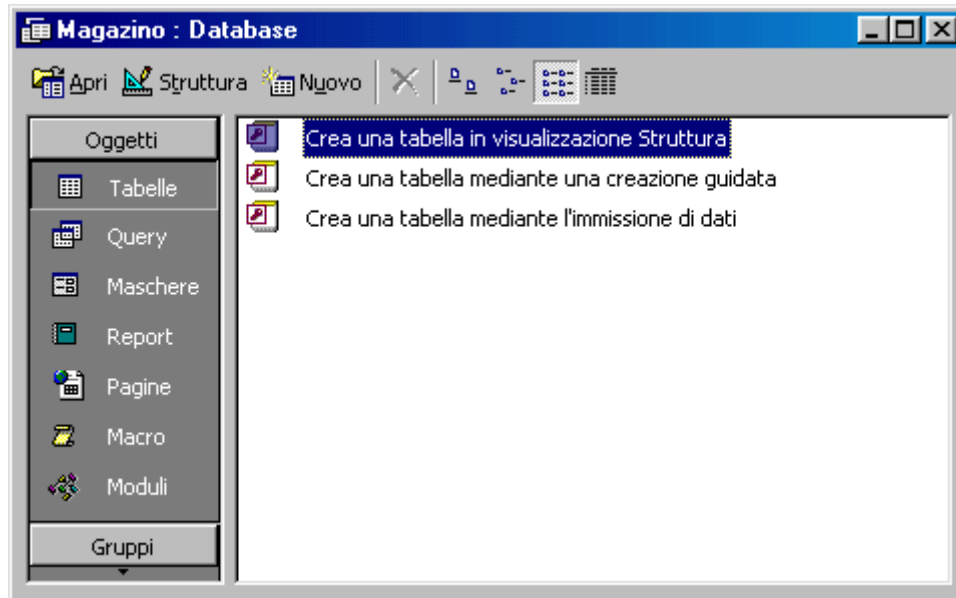 Magazino : Database
Apri Struttura Nuovo
Oggetti
Tabelle
Query
Maschere
Report
Pagine
Macro
Moduli
Gruppi
Crea una tabella in visualizzazione Struttura
Crea una tabella mediante una creazione guidata
Crea una tabella mediante l'immissione di dati